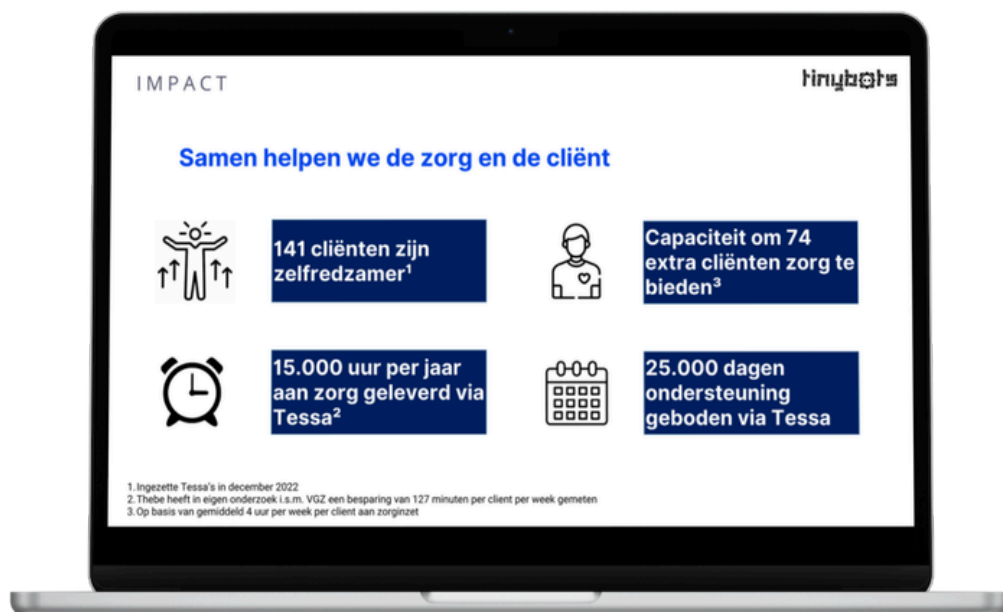 IMPACT
tinybots
Samen helpen we de zorg en de cliënt
141 cliënten zijn
zelfredzamer¹
Capaciteit om 74
extra cliënten zorg te
bieden³
15.000 uur per jaar
aan zorg geleverd via
Tessa²
25.000 dagen
ondersteuning
geboden via Tessa
1. Ingezette Tessa's in december 2022
2. Thebe heeft in eigen onderzoek i.s.m. VGZ een besparing van 127 minuten per client per week gemeten
3. Op basis van gemiddeld 4 uur per week per client aan zorginzet